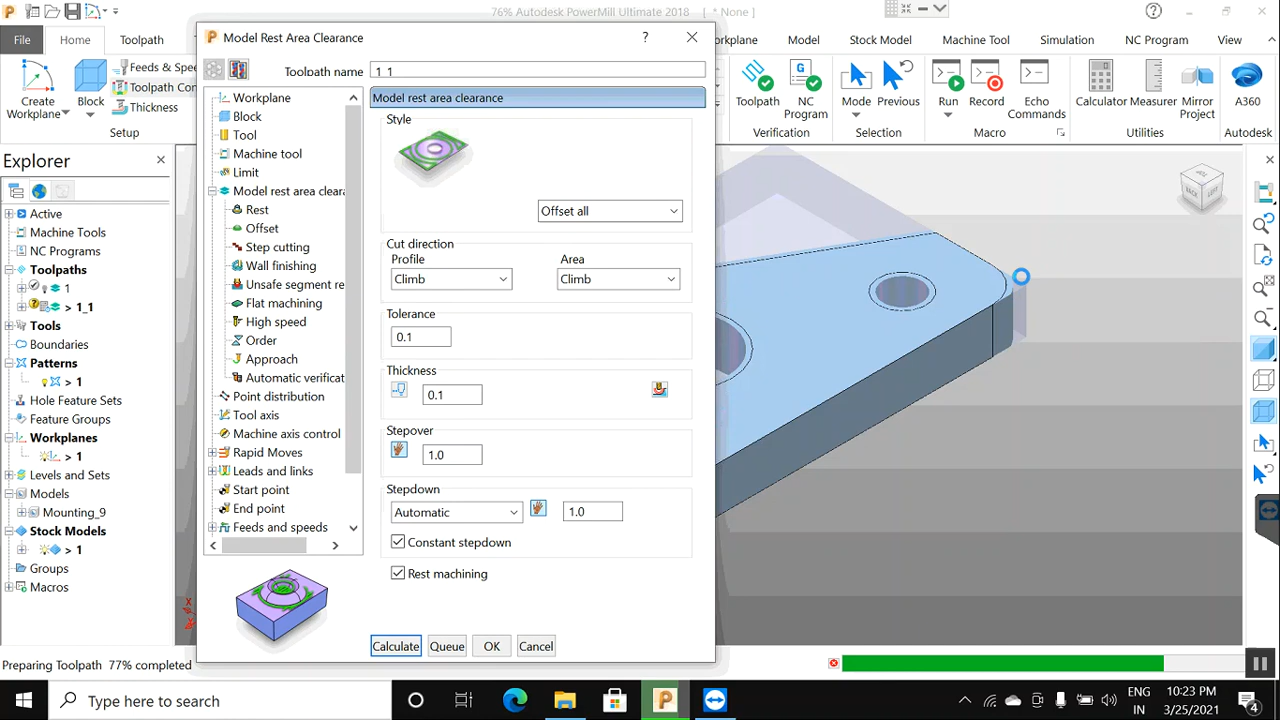 76% Autodesk PowerMill Ultimate 2018 [ * None ]
File
Home
Toolpath
orkplane
Model
Stock Model
Machine Tool
Simulation
NC Program
View
Create
Workplane
Block
Feeds & Spe
Toolpath Con
Thickness
Setup
Toolpath
NC
Program
Verification
Mode
Previous
Selection
Run
Record
Echo
Commands
Macro
Calculator
Measurer
Mirror
Project
Utilities
A360
Autodesk
Explorer
Active
Machine Tools
NC Programs
Toolpaths
1
> 1_1
Tools
Boundaries
Patterns
> 1
Hole Feature Sets
Feature Groups
Workplanes
> 1
Levels and Sets
Models
Mounting_9
Stock Models
> 1
Groups
Macros
Model Rest Area Clearance
?
Toolpath name
1_1
Workplane
Block
Tool
Machine tool
Limit
Model rest area cleara
Rest
Offset
Step cutting
Wall finishing
Unsafe segment re
Flat machining
High speed
Order
Approach
Automatic verificat
Point distribution
Tool axis
Machine axis control
Rapid Moves
Leads and links
Start point
End point
Feeds and speeds
Model rest area clearance
Style
Offset all
Cut direction
Profile
Area
Climb
Climb
Tolerance
0.1
Thickness
0.1
Stepover
1.0
Stepdown
Automatic
1.0
Constant stepdown
Rest machining
Calculate
Queue
OK
Cancel
BACK
LEFT
Preparing Toolpath 77% completed
Type here to search
ENG
IN
10:23 PM
3/25/2021
4